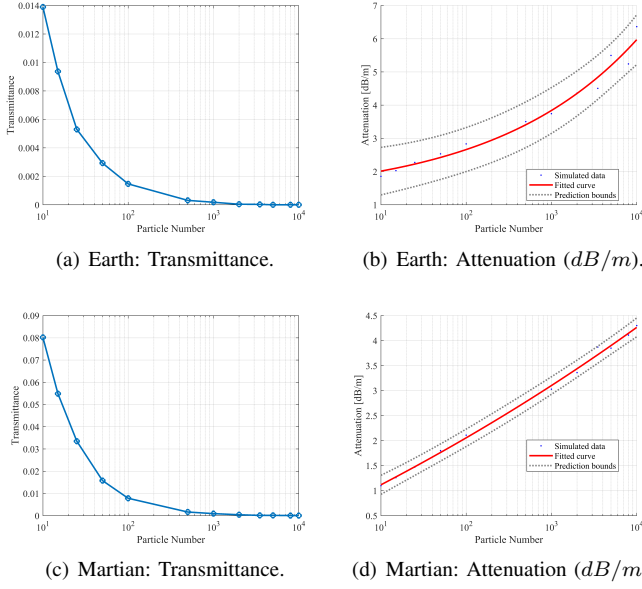 0.014
0.012
0.01
0.008
0.006
0.004
0.002
0
Transmittance
10^1 10^2 10^3 10^4
Particle Number
(a) Earth: Transmittance.
7
6
5
4
3
2
1
Attenuation [dB/m]
Simulated data
Fitted curve
Prediction bounds
10^1 10^2 10^3 10^4
Particle Number
(b) Earth: Attenuation (dB/m).
0.09
0.08
0.07
0.06
0.05
0.04
0.03
0.02
0.01
0
Transmittance
10^1 10^2 10^3 10^4
Particle Number
(c) Martian: Transmittance.
4.5
4
3.5
3
2.5
2
1.5
1
0.5
Attenuation [dB/m]
Simulated data
Fitted curve
Prediction bounds
10^1 10^2 10^3 10^4
Particle Number
(d) Martian: Attenuation (dB/m